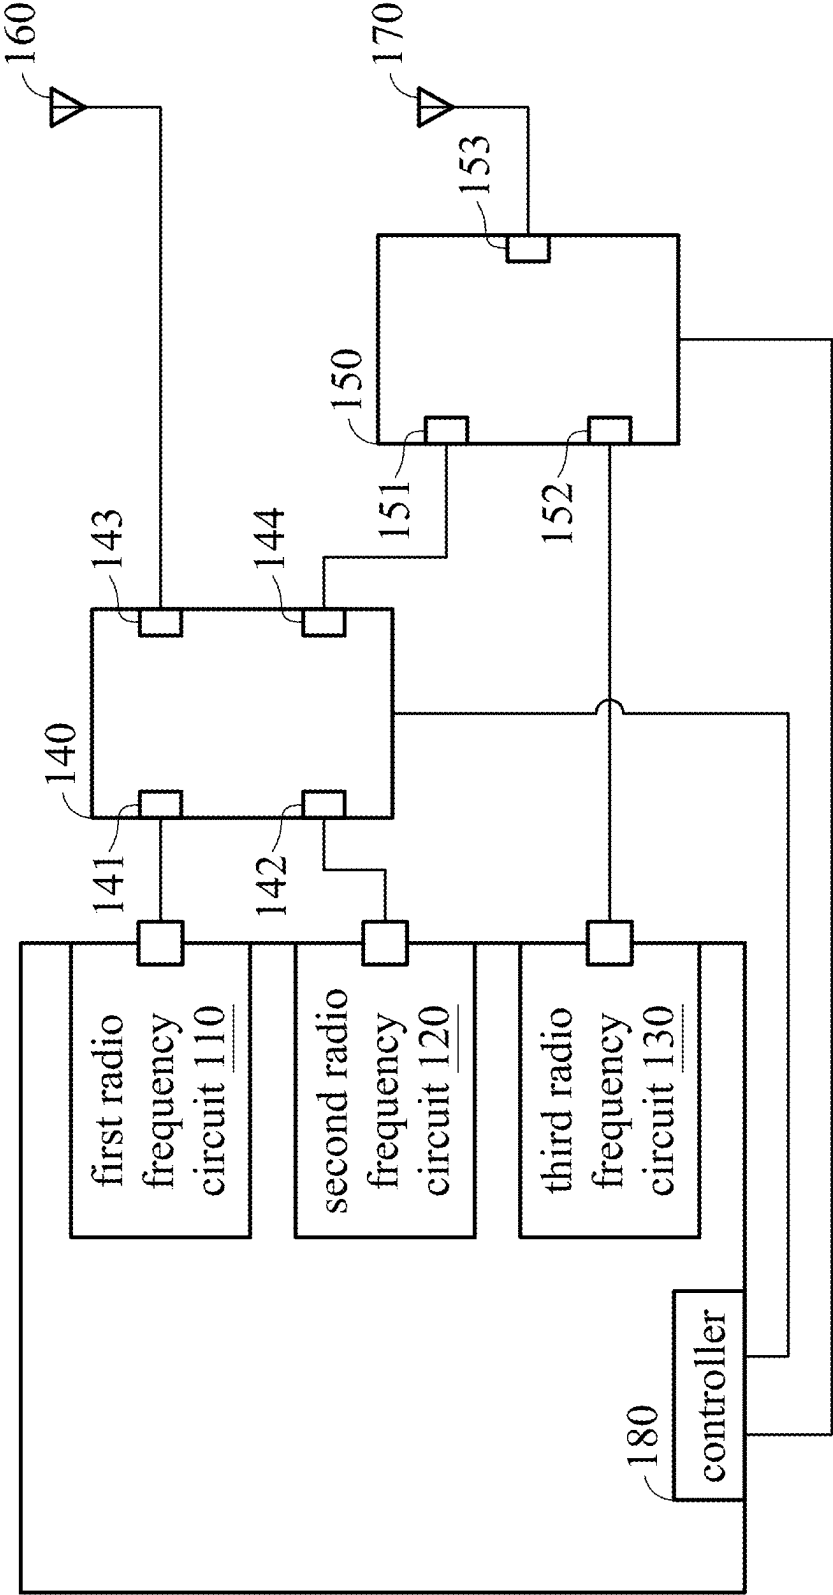 160
170
153
150
151
152
143
144
140
141
142
first radio
frequency
circuit 110
second radio
frequency
circuit 120
third radio
frequency
circuit 130
180
controller